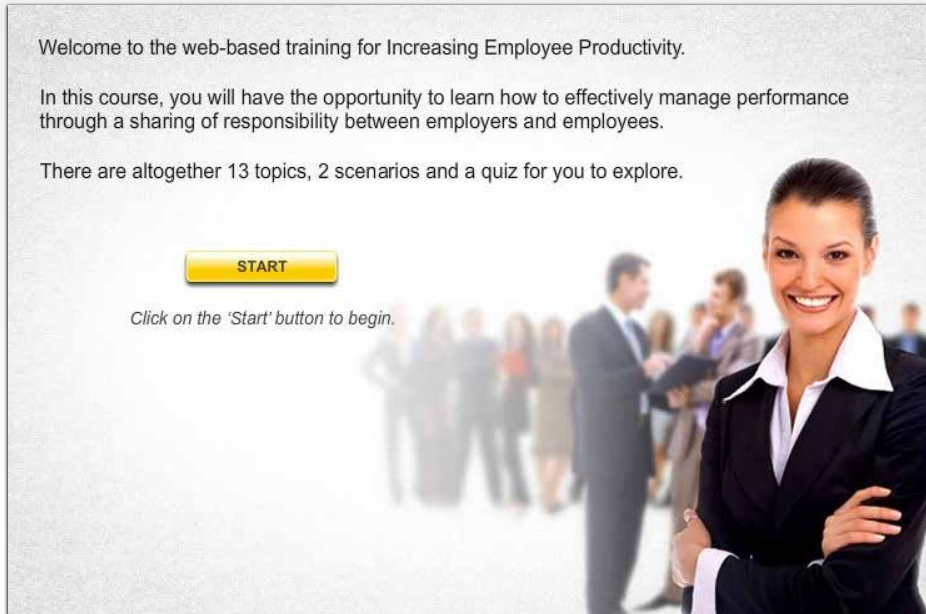 Welcome to the web-based training for Increasing Employee Productivity.
In this course, you will have the opportunity to learn how to effectively manage performance
through a sharing of responsibility between employers and employees.
There are altogether 13 topics, 2 scenarios and a quiz for you to explore.
START
Click on the ‘Start’ button to begin.